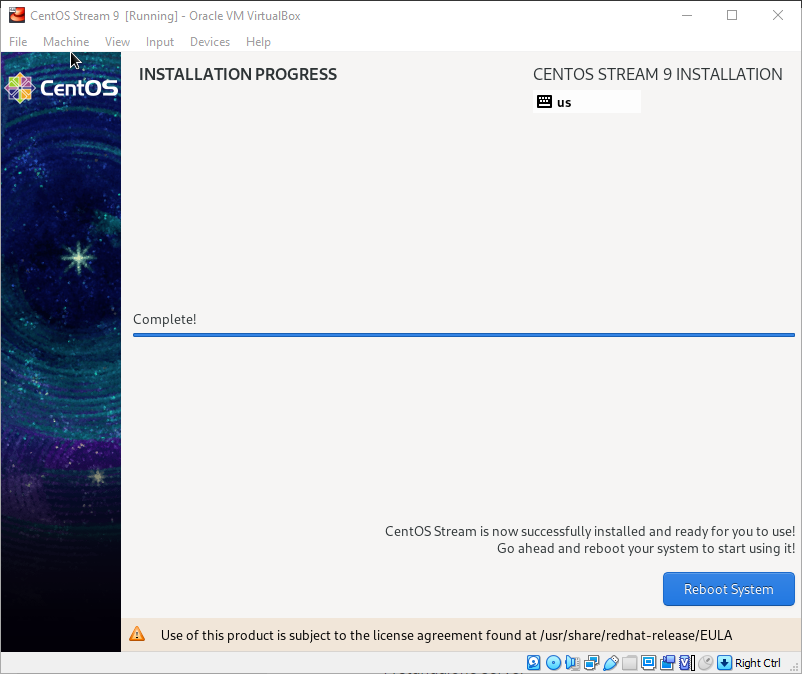 CentOS Stream 9 [Running] - Oracle VM VirtualBox
File Machine View Input Devices Help
CentOS
INSTALLATION PROGRESS
CENTOS STREAM 9 INSTALLATION
us
Complete!
CentOS Stream is now successfully installed and ready for you to use!
Go ahead and reboot your system to start using it!
Reboot System
Use of this product is subject to the license agreement found at /usr/share/redhat-release/EULA
Right Ctrl